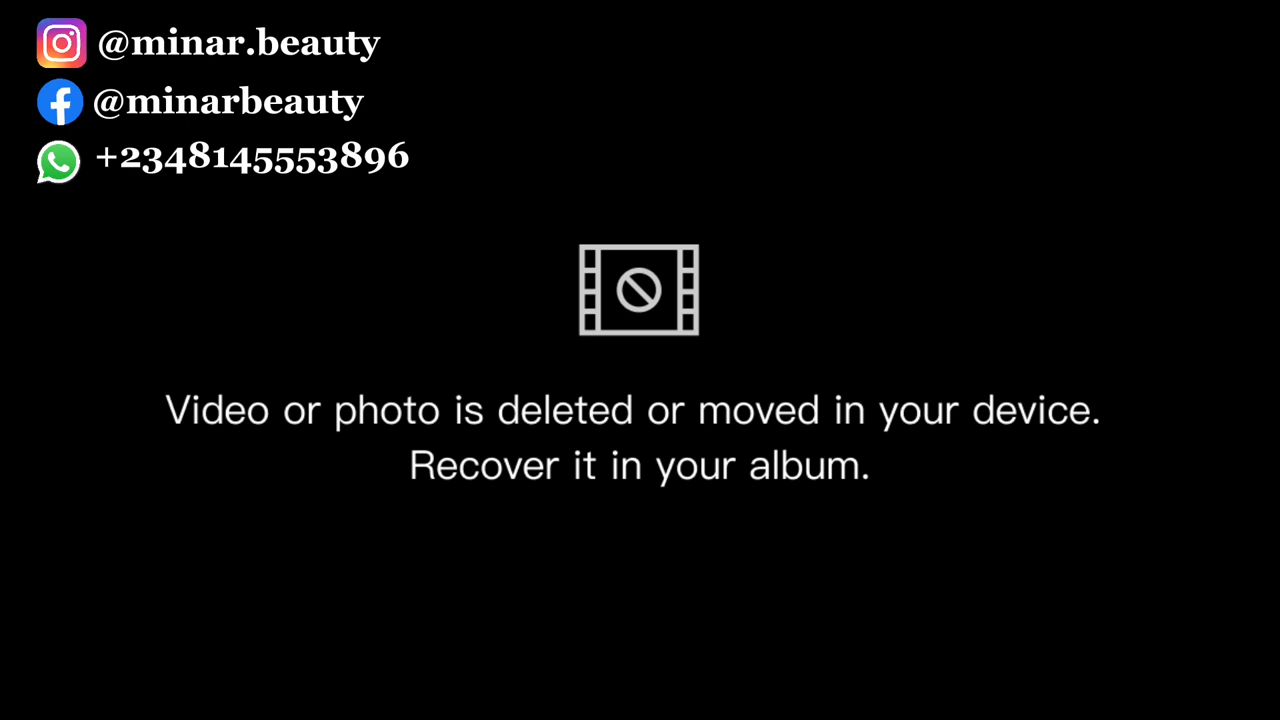 @minar.beauty
@minarbeauty
+2348145553896
Video or photo is deleted or moved in your device.
Recover it in your album.